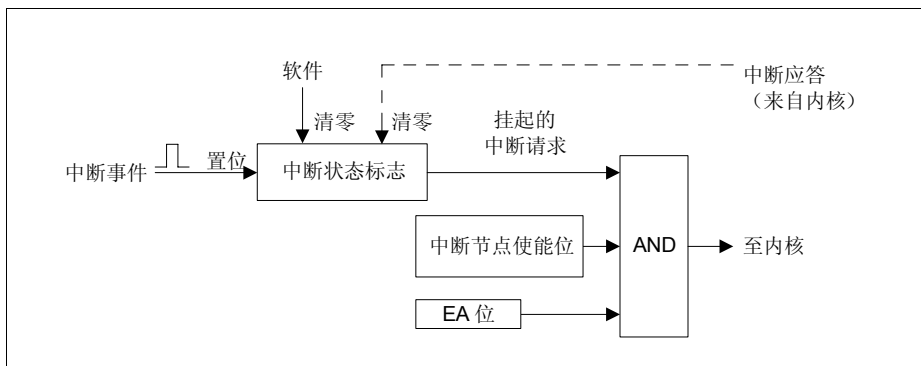 软件
中断应答
（来自内核）
清零
清零
挂起的
中断请求
中断事件
置位
中断状态标志
中断节点使能位
AND
至内核
EA 位